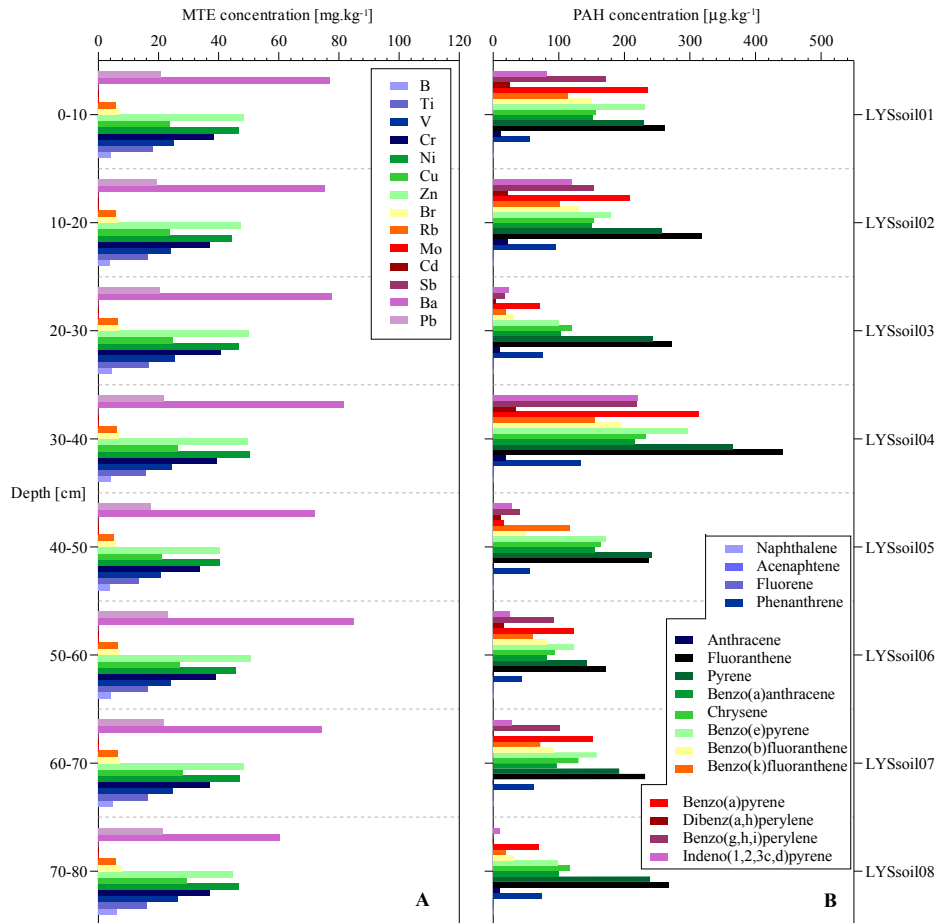 MTE concentration [mg.kg⁻¹]
PAH concentration [µg.kg⁻¹]
0 20 40 60 80 100 120
0 100 200 300 400 500
B
Ti
V
Cr
Ni
Cu
Zn
Br
Rb
Mo
Cd
Sb
Ba
Pb
0-10
10-20
20-30
30-40
Depth [cm]
40-50
50-60
60-70
70-80
A
LYSsoil01
LYSsoil02
LYSsoil03
LYSsoil04
LYSsoil05
LYSsoil06
LYSsoil07
LYSsoil08
Naphthalene
Acenaphtene
Fluorene
Phenanthrene
Anthracene
Fluoranthene
Pyrene
Benzo(a)anthracene
Chrysene
Benzo(e)pyrene
Benzo(b)fluoranthene
Benzo(k)fluoranthene
Benzo(a)pyrene
Dibenz(a,h)perylene
Benzo(g,h,i)perylene
Indeno(1,2,3c,d)pyrene
B